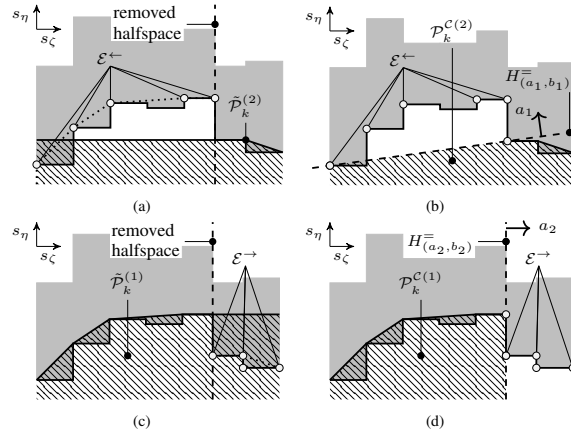 removed
halfspace
s_η
s_ζ
ℰ^←
𝒫̃_k^(2)
(a)
𝒫_k^𝒞(2)
s_η
s_ζ
ℰ^←
H^=_(a_1,b_1)
a_1
(b)
removed
halfspace
s_η
s_ζ
ℰ^→
𝒫̃_k^(1)
(c)
s_η
s_ζ
H^=_(a_2,b_2)
a_2
ℰ^→
𝒫_k^𝒞(1)
(d)